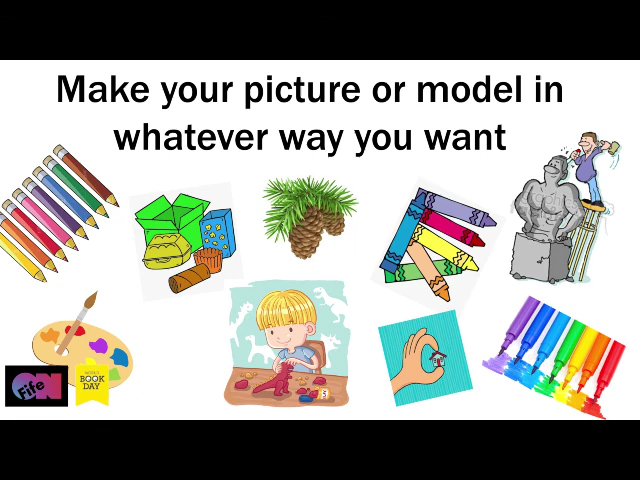 Make your picture or model in
whatever way you want
ON
Fife
WORLD
BOOK
DAY